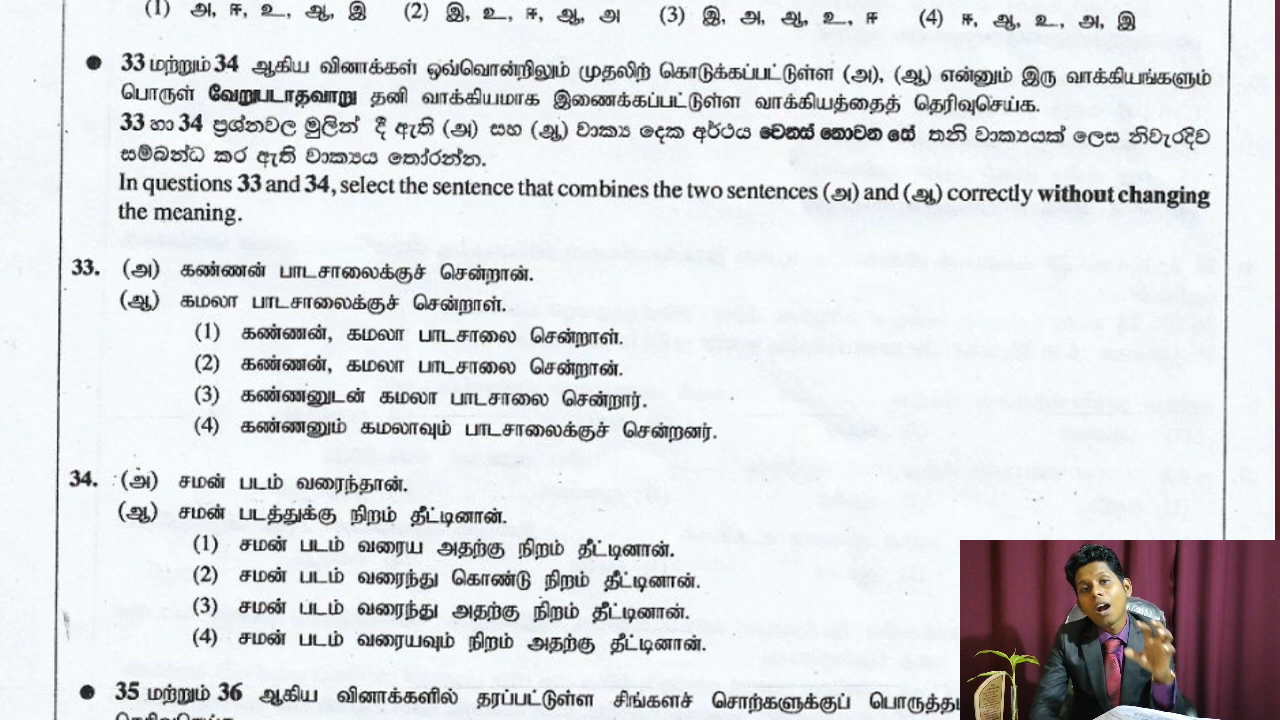 (1) அ, ஈ, உ, ஆ, இ (2) இ, உ, ஈ, ஆ, அ (3) இ, அ, ஆ, உ, ஈ (4) ஈ, ஆ, உ, அ, இ
● 33 மற்றும் 34 ஆகிய வினாக்கள் ஒவ்வொன்றிலும் முதலிற் கொடுக்கப்பட்டுள்ள (அ), (ஆ) என்னும் இரு வாக்கியங்களும்
பொருள் வேறுபடாதவாறு தனி வாக்கியமாக இணைக்கப்பட்டுள்ள வாக்கியத்தைத் தெரிவுசெய்க.
33 හා 34 ප්‍රශ්නවල මුලින් දී ඇති (அ) සහ (ஆ) වාක්‍ය දෙක අර්ථය වෙනස් නොවන සේ තනි වාක්‍යයක් ලෙස නිවැරදිව
සම්බන්ධ කර ඇති වාක්‍යය තෝරන්න.
In questions 33 and 34, select the sentence that combines the two sentences (அ) and (ஆ) correctly without changing
the meaning.
33. (அ) கண்ணன் பாடசாலைக்குச் சென்றான்.
(ஆ) கமலா பாடசாலைக்குச் சென்றாள்.
(1) கண்ணன், கமலா பாடசாலை சென்றாள்.
(2) கண்ணன், கமலா பாடசாலை சென்றான்.
(3) கண்ணனுடன் கமலா பாடசாலை சென்றார்.
(4) கண்ணனும் கமலாவும் பாடசாலைக்குச் சென்றனர்.
34. (அ) சமன் படம் வரைந்தான்.
(ஆ) சமன் படத்துக்கு நிறம் தீட்டினான்.
(1) சமன் படம் வரைய அதற்கு நிறம் தீட்டினான்.
(2) சமன் படம் வரைந்து கொண்டு நிறம் தீட்டினான்.
(3) சமன் படம் வரைந்து அதற்கு நிறம் தீட்டினான்.
(4) சமன் படம் வரையவும் நிறம் அதற்கு தீட்டினான்.
● 35 மற்றும் 36 ஆகிய வினாக்களில் தரப்பட்டுள்ள சிங்களச் சொற்களுக்குப்